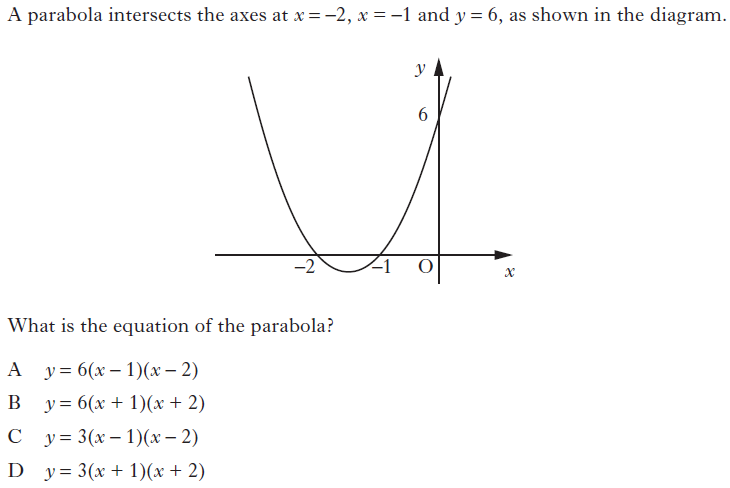 A parabola intersects the axes at x = –2, x = –1 and y = 6, as shown in the diagram.
y
6
–2
–1
O
x
What is the equation of the parabola?
A y = 6(x – 1)(x – 2)
B y = 6(x + 1)(x + 2)
C y = 3(x – 1)(x – 2)
D y = 3(x + 1)(x + 2)